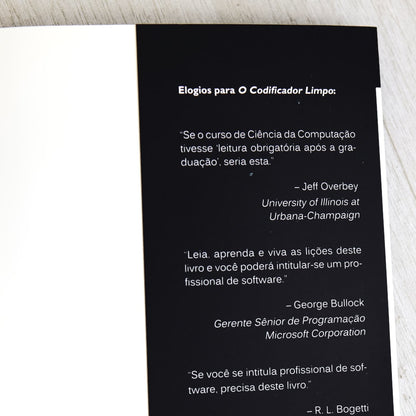 Elogios para O Codificador Limpo:
"Se o curso de Ciência da Computação
tivesse 'leitura obrigatória após a gra-
duação', seria esta."
– Jeff Overbey
University of Illinois at
Urbana-Champaign
"Leia, aprenda e viva as lições deste
livro e você poderá intitular-se um pro-
fissional de software."
– George Bullock
Gerente Sênior de Programação
Microsoft Corporation
"Se você se intitula profissional de sof-
tware, precisa deste livro."
– R. L. Bogetti